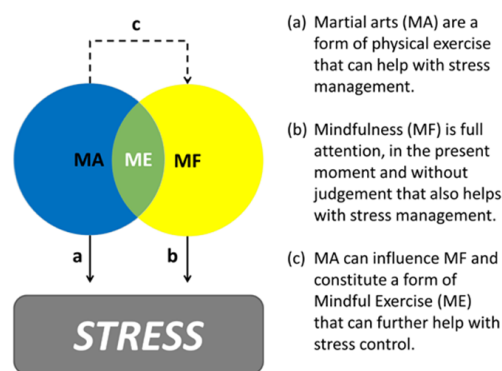 c
MA
ME
MF
a
b
STRESS
(a) Martial arts (MA) are a
form of physical exercise
that can help with stress
management.
(b) Mindfulness (MF) is full
attention, in the present
moment and without
judgement that also helps
with stress management.
(c) MA can influence MF and
constitute a form of
Mindful Exercise (ME)
that can further help with
stress control.